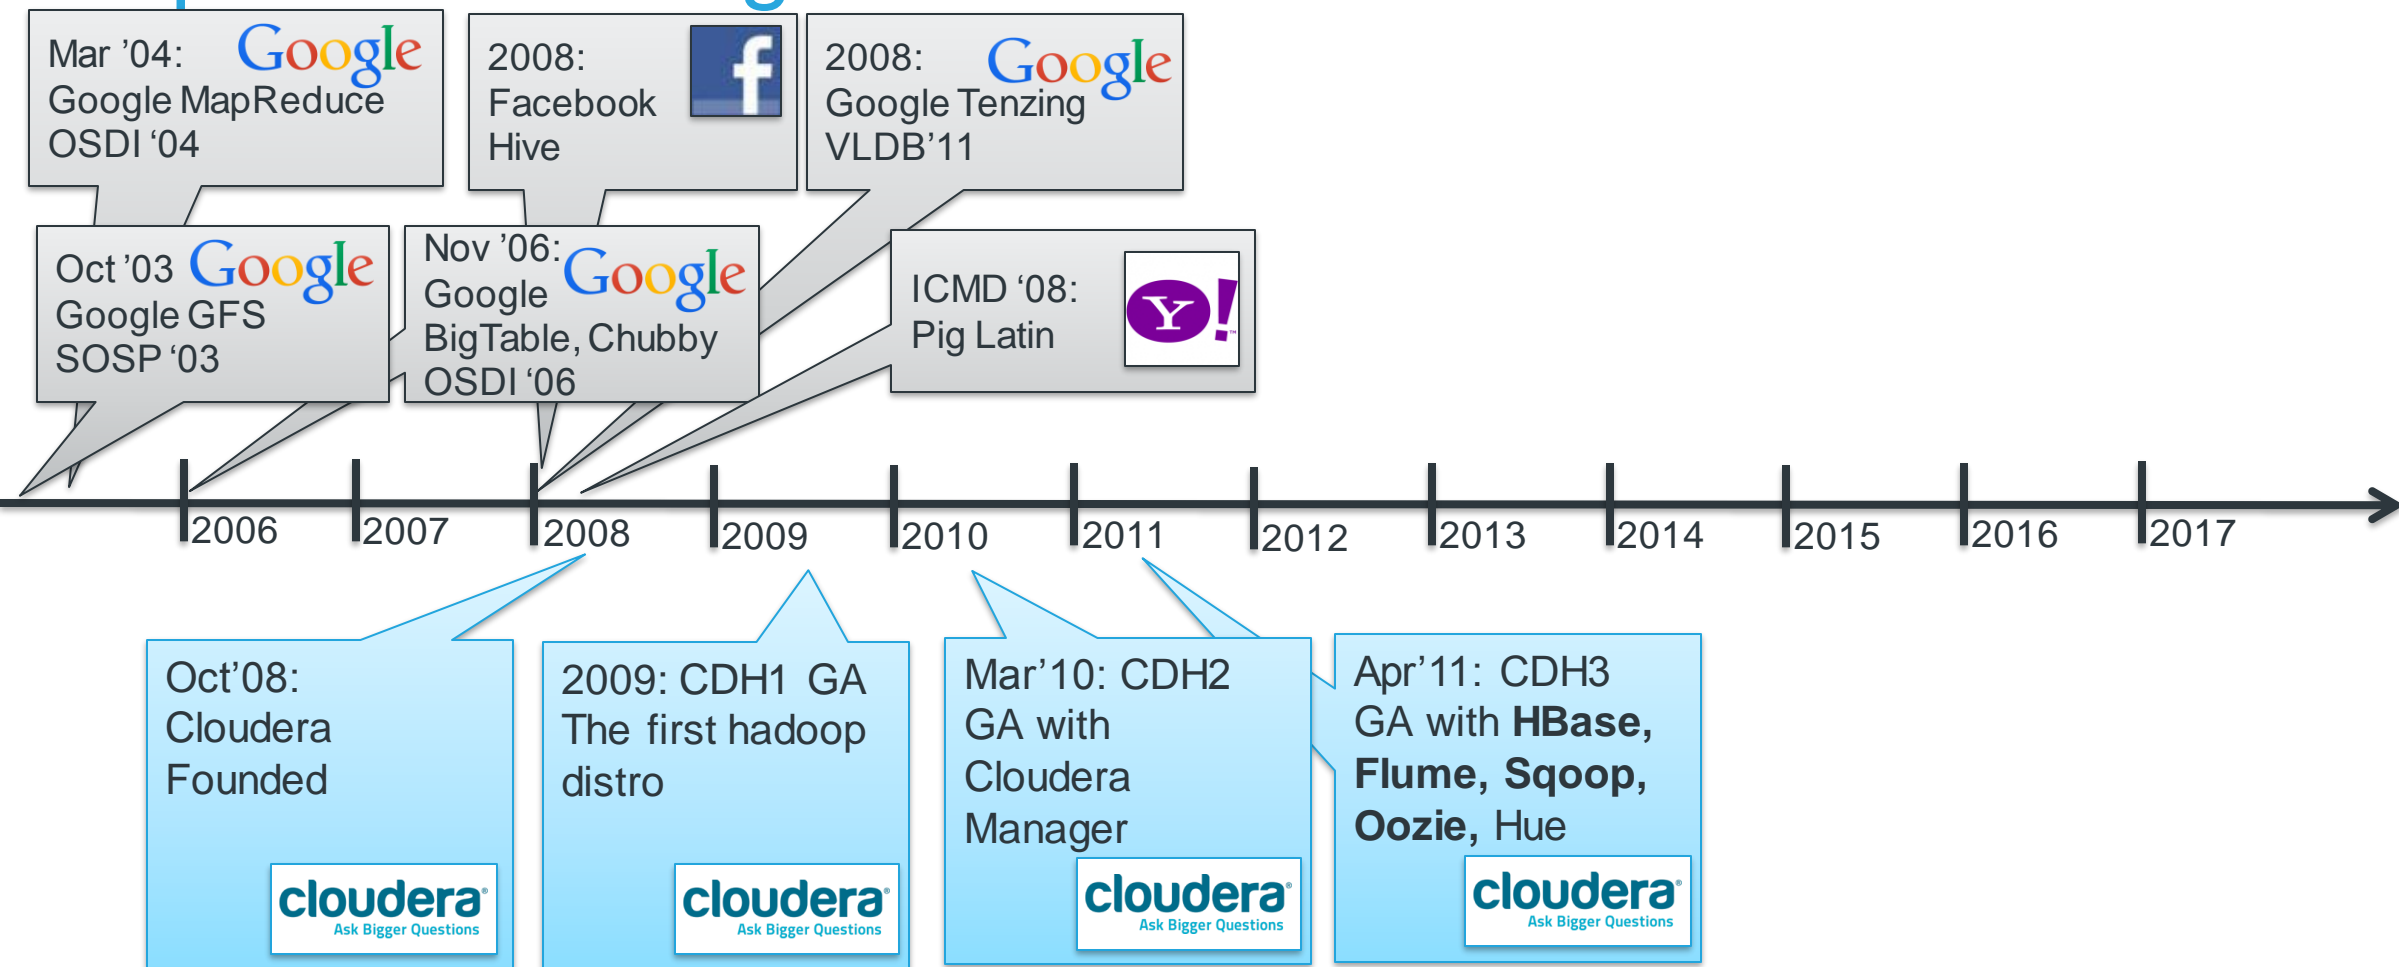 Mar ’04: Google
Google MapReduce
OSDI ‘04
2008:
Facebook
Hive
f
2008: Google
Google Tenzing
VLDB’11
Oct ’03 Google
Google GFS
SOSP ‘03
Nov ’06: Google
Google
BigTable, Chubby
OSDI ‘06
ICMD ‘08:
Pig Latin
Y!
2006 2007 2008 2009 2010 2011 2012 2013 2014 2015 2016 2017
Oct’08:
Cloudera
Founded
cloudera®
Ask Bigger Questions
2009: CDH1 GA
The first hadoop
distro
cloudera®
Ask Bigger Questions
Mar’10: CDH2
GA with
Cloudera
Manager
cloudera®
Ask Bigger Questions
Apr’11: CDH3
GA with HBase,
Flume, Sqoop,
Oozie, Hue
cloudera®
Ask Bigger Questions